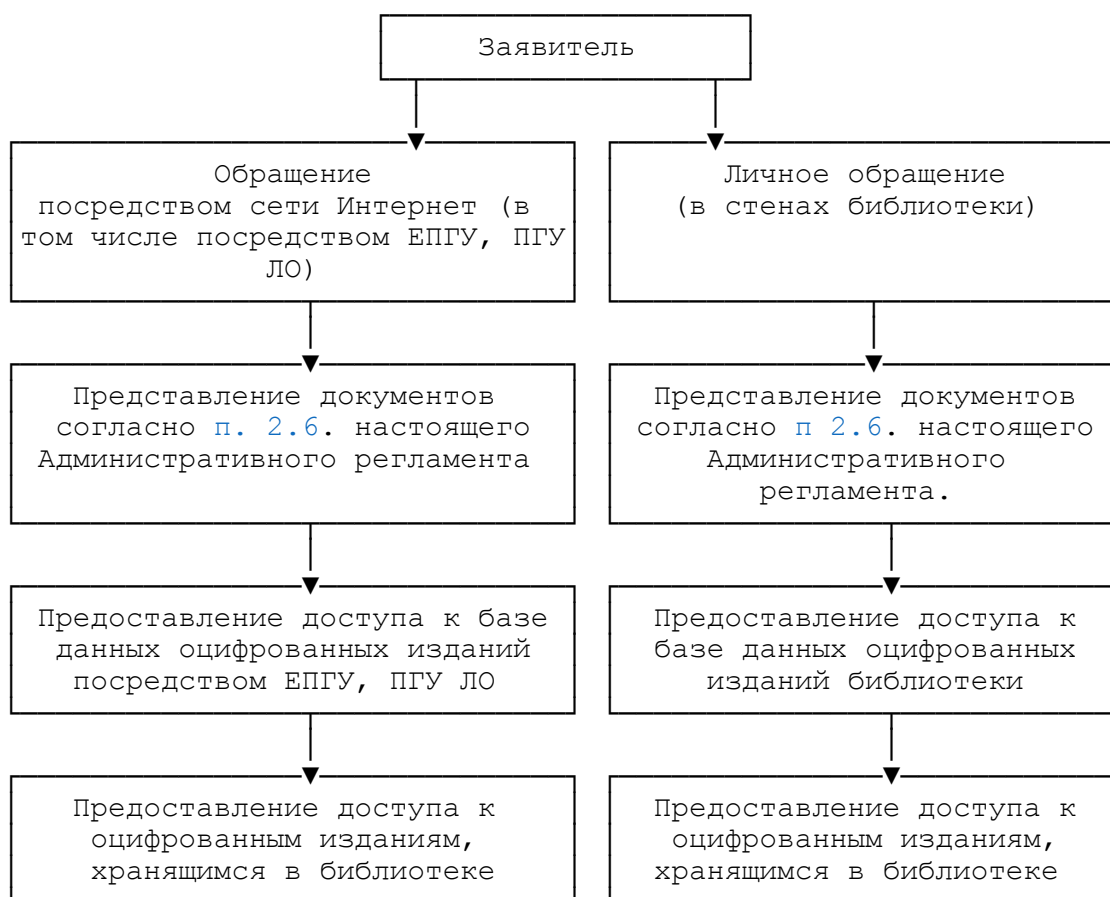 Заявитель
Обращение
посредством сети Интернет (в
том числе посредством ЕПГУ, ПГУ
ЛО)
Личное обращение
(в стенах библиотеки)
Представление документов
согласно п. 2.6. настоящего
Административного регламента
Представление документов
согласно п 2.6. настоящего
Административного
регламента.
Предоставление доступа к базе
данных оцифрованных изданий
посредством ЕПГУ, ПГУ ЛО
Предоставление доступа к
базе данных оцифрованных
изданий библиотеки
Предоставление доступа к
оцифрованным изданиям,
хранящимся в библиотеке
Предоставление доступа к
оцифрованным изданиям,
хранящимся в библиотеке